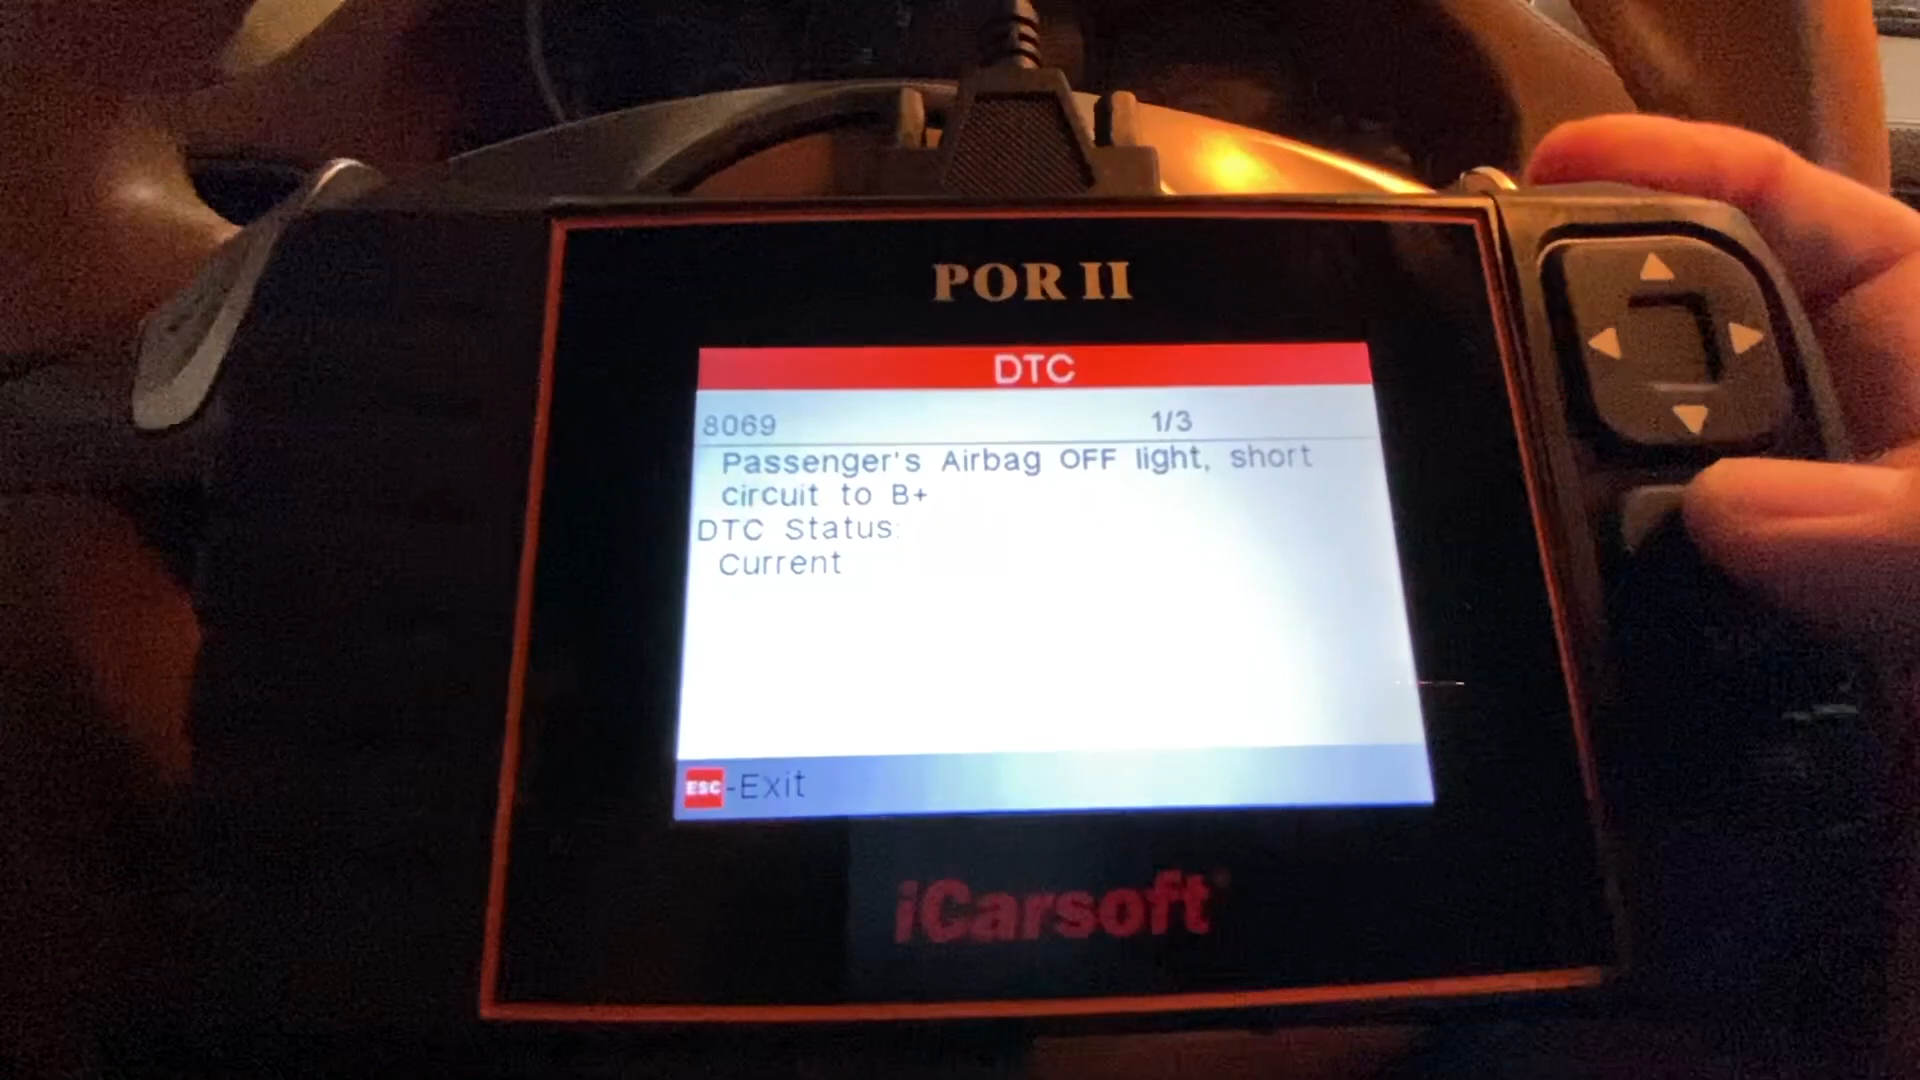 POR II
DTC
8069 1/3
Passenger's Airbag OFF light, short
circuit to B+
DTC Status:
Current
ESC-Exit
iCarsoft